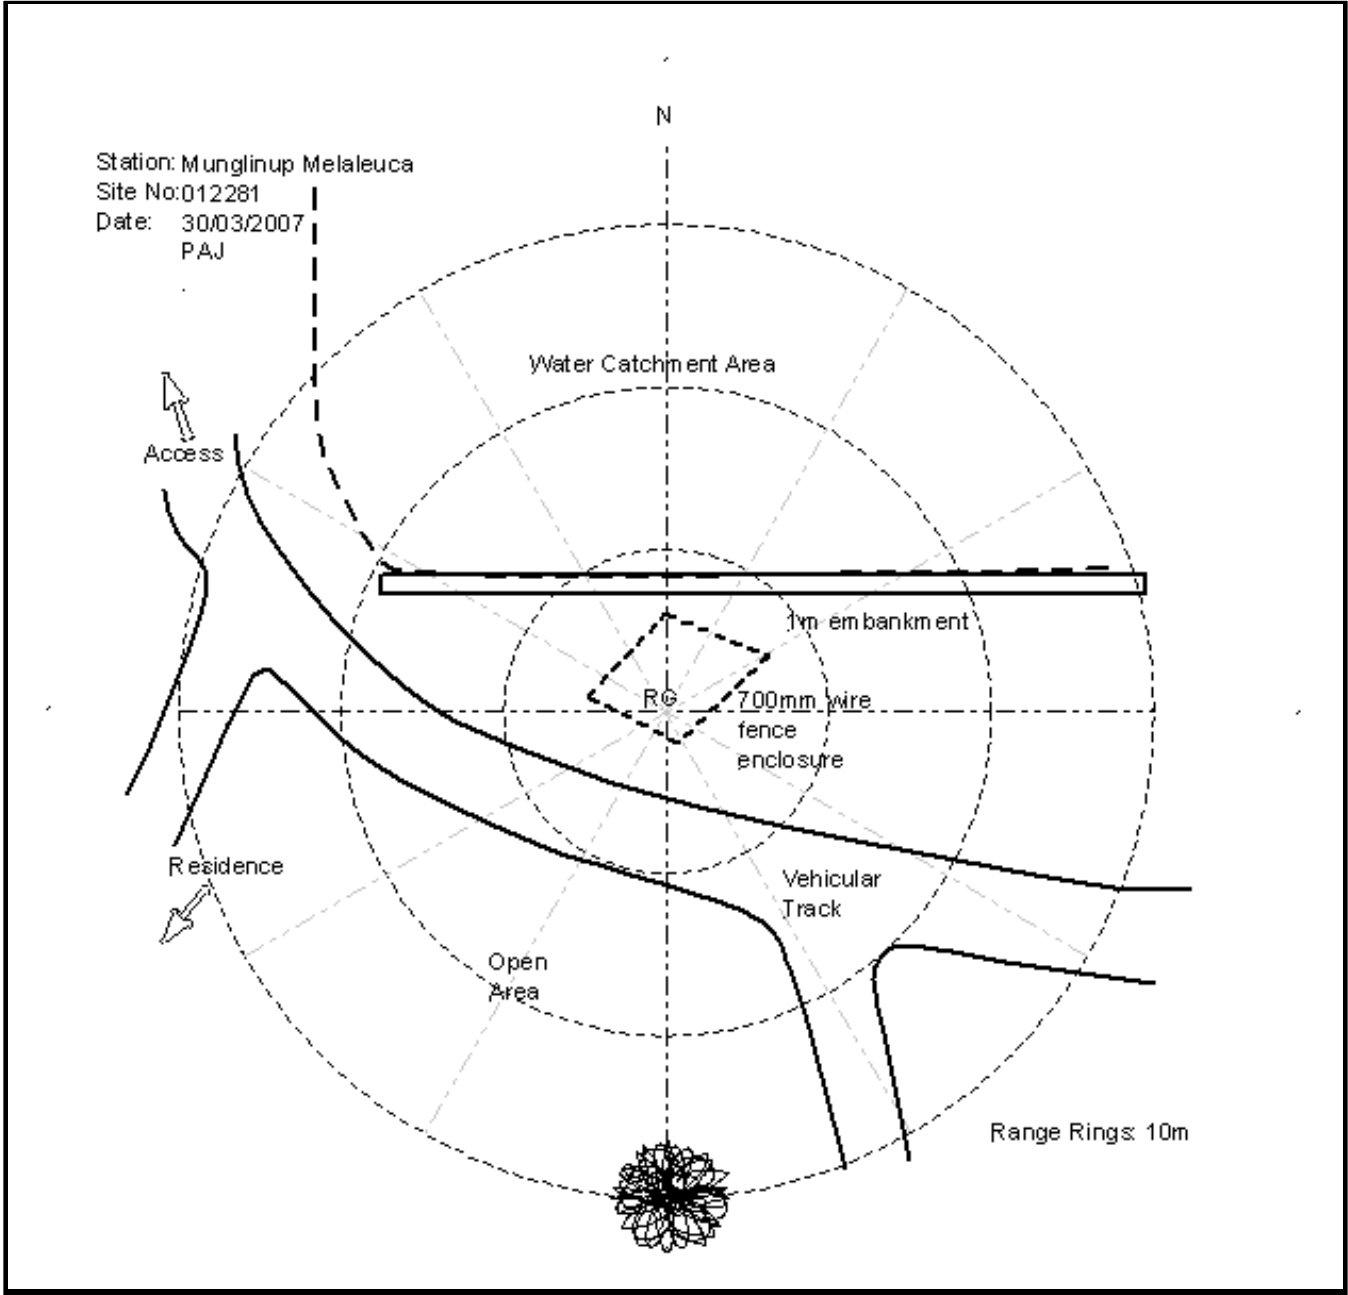 N
Station: Munglinup Melaleuca
Site No:012281
Date: 30/03/2007
PAJ
Water Catchment Area
Access
1m embankment
RG
700mm wire
fence
enclosure
Residence
Vehicular
Track
Open
Area
Range Rings: 10m